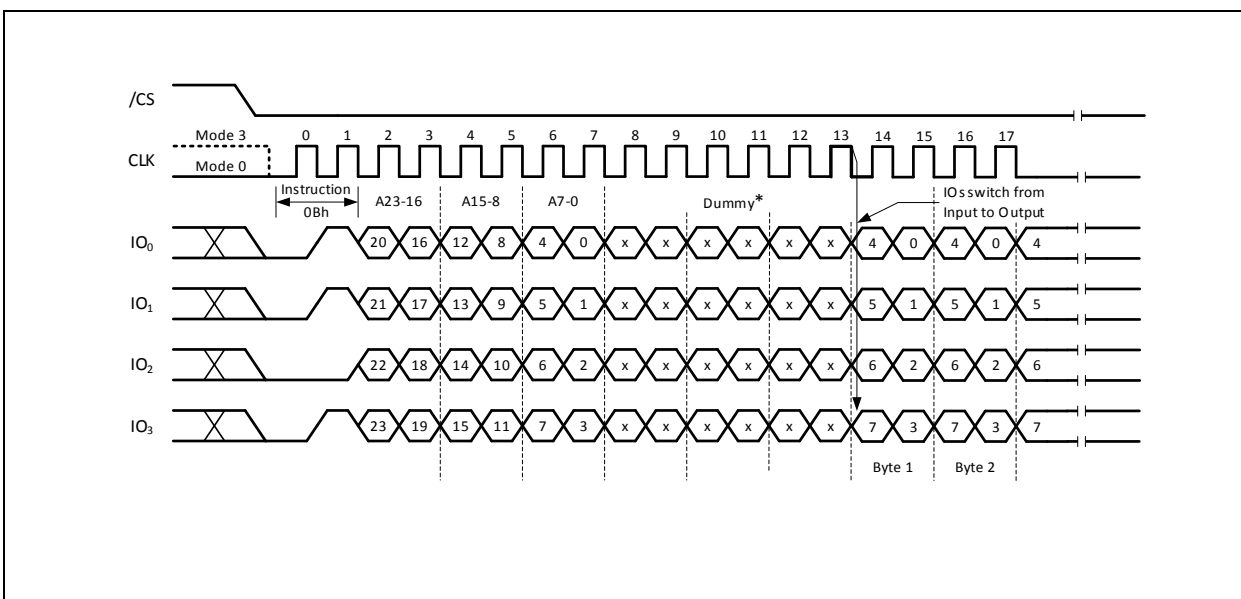 /CS
Mode 3 0 1 2 3 4 5 6 7 8 9 10 11 12 13 14 15 16 17
CLK
Mode 0
Instruction
0Bh
A23-16 A15-8 A7-0 Dummy*
IOs switch from
Input to Output
IO0 20 16 12 8 4 0 x x x x x x 4 0 4 0 4
IO1 21 17 13 9 5 1 x x x x x x 5 1 5 1 5
IO2 22 18 14 10 6 2 x x x x x x 6 2 6 2 6
IO3 23 19 15 11 7 3 x x x x x x 7 3 7 3 7
Byte 1 Byte 2